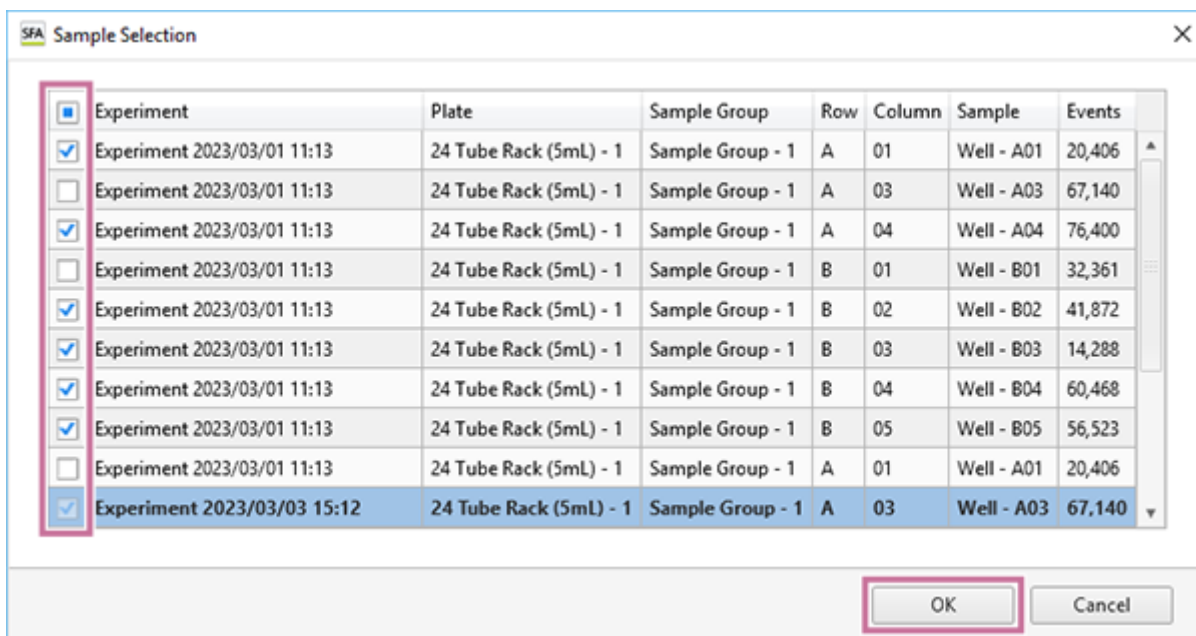 SFA Sample Selection
Experiment Plate Sample Group Row Column Sample Events
Experiment 2023/03/01 11:13 24 Tube Rack (5mL) - 1 Sample Group - 1 A 01 Well - A01 20,406
Experiment 2023/03/01 11:13 24 Tube Rack (5mL) - 1 Sample Group - 1 A 03 Well - A03 67,140
Experiment 2023/03/01 11:13 24 Tube Rack (5mL) - 1 Sample Group - 1 A 04 Well - A04 76,400
Experiment 2023/03/01 11:13 24 Tube Rack (5mL) - 1 Sample Group - 1 B 01 Well - B01 32,361
Experiment 2023/03/01 11:13 24 Tube Rack (5mL) - 1 Sample Group - 1 B 02 Well - B02 41,872
Experiment 2023/03/01 11:13 24 Tube Rack (5mL) - 1 Sample Group - 1 B 03 Well - B03 14,288
Experiment 2023/03/01 11:13 24 Tube Rack (5mL) - 1 Sample Group - 1 B 04 Well - B04 60,468
Experiment 2023/03/01 11:13 24 Tube Rack (5mL) - 1 Sample Group - 1 B 05 Well - B05 56,523
Experiment 2023/03/01 11:13 24 Tube Rack (5mL) - 1 Sample Group - 1 A 01 Well - A01 20,406
Experiment 2023/03/03 15:12 24 Tube Rack (5mL) - 1 Sample Group - 1 A 03 Well - A03 67,140
OK Cancel